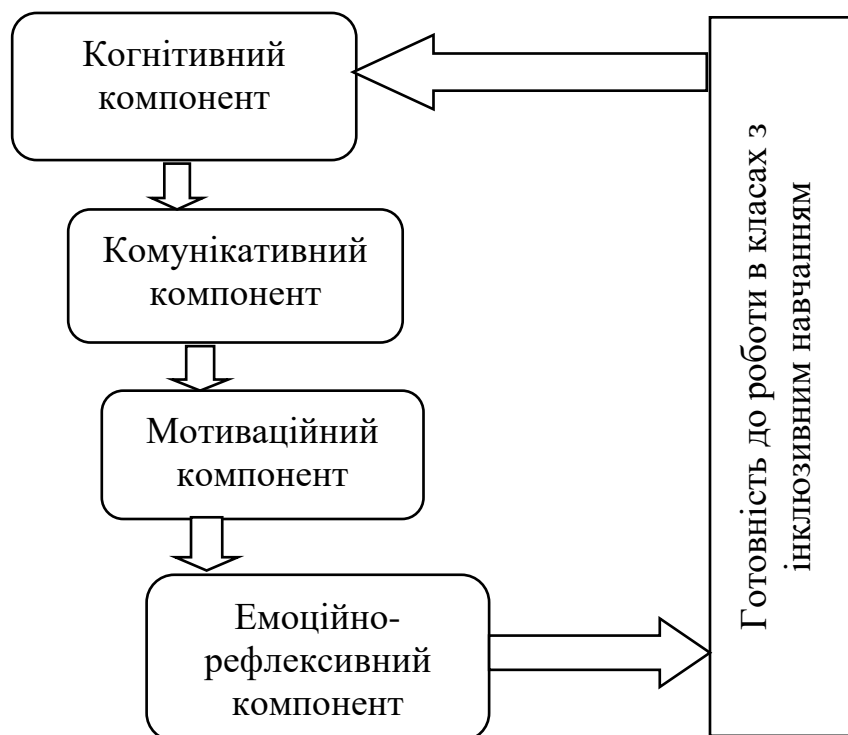 Когнітивний
компонент
Комунікативний
компонент
Мотиваційний
компонент
Емоційно-
рефлексивний
компонент
Готовність до роботи в класах з
інклюзивним навчанням